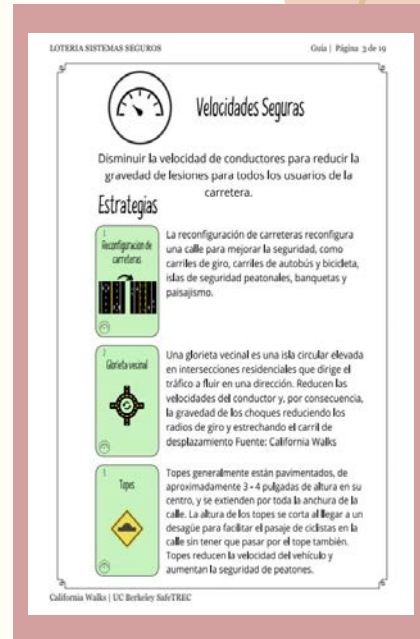 LOTERIA SISTEMAS SEGUROS
Guía | Página 3 de 19
Velocidades Seguras
Disminuir la velocidad de conductores para reducir la
gravedad de lesiones para todos los usuarios de la
carretera.
Estrategias
1
Reconfiguración de
carreteras
La reconfiguración de carreteras reconfigura
una calle para mejorar la seguridad, como
carriles de giro, carriles de autobús y bicicleta,
islas de seguridad peatonales, banquetas y
paisajismo.
2
Glorieta vecinal
Una glorieta vecinal es una isla circular elevada
en intersecciones residenciales que dirige el
tráfico a fluir en una dirección. Reducen las
velocidades del conductor y, por consecuencia,
la gravedad de los choques reduciendo los
radios de giro y estrechando el carril de
desplazamiento Fuente: California Walks
Topes
Topes generalmente están pavimentados, de
aproximadamente 3 - 4 pulgadas de altura en su
centro, y se extienden por toda la anchura de la
calle. La altura de los topes se corta al llegar a un
desagüe para facilitar el pasaje de ciclistas en la
calle sin tener que pasar por el tope también.
Topes reducen la velocidad del vehículo y
aumentan la seguridad de peatones.
California Walks | UC Berkeley SafeTREC